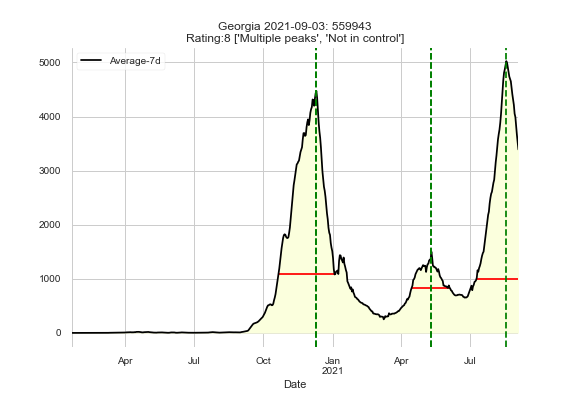 Georgia 2021-09-03: 559943
Rating:8 ['Multiple peaks', 'Not in control']
Average-7d
5000
4000
3000
2000
1000
0
Apr Jul Oct Jan Apr Jul
2021
Date